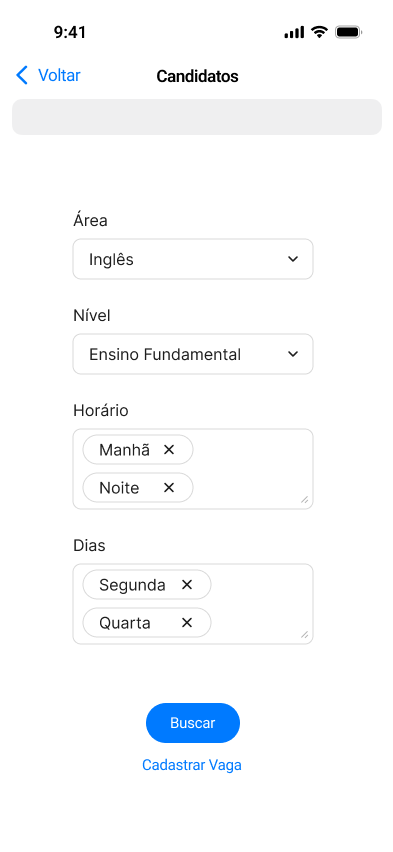 9:41
Voltar
Candidatos
Área
Inglês
Nível
Ensino Fundamental
Horário
Manhã
Noite
Dias
Segunda
Quarta
Buscar
Cadastrar Vaga